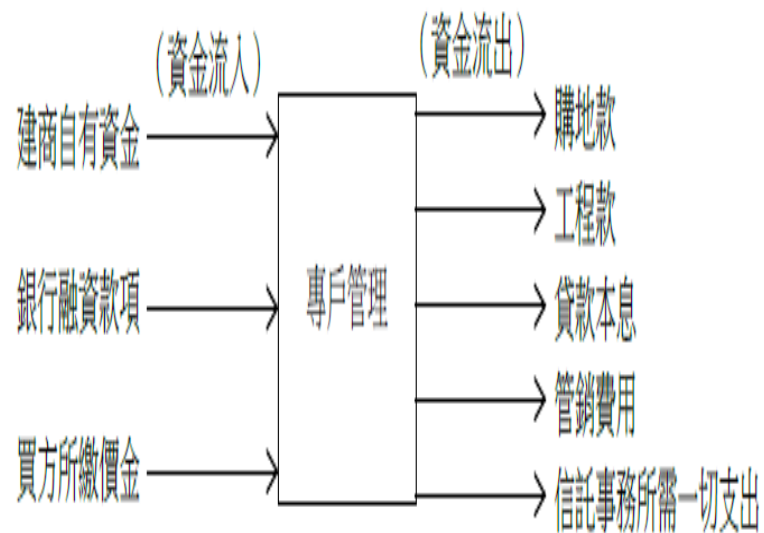 （資金流入）
（資金流出）
建商自有資金
銀行融資款項
買方所繳價金
專戶管理
購地款
工程款
貸款本息
管銷費用
信託事務所需一切支出